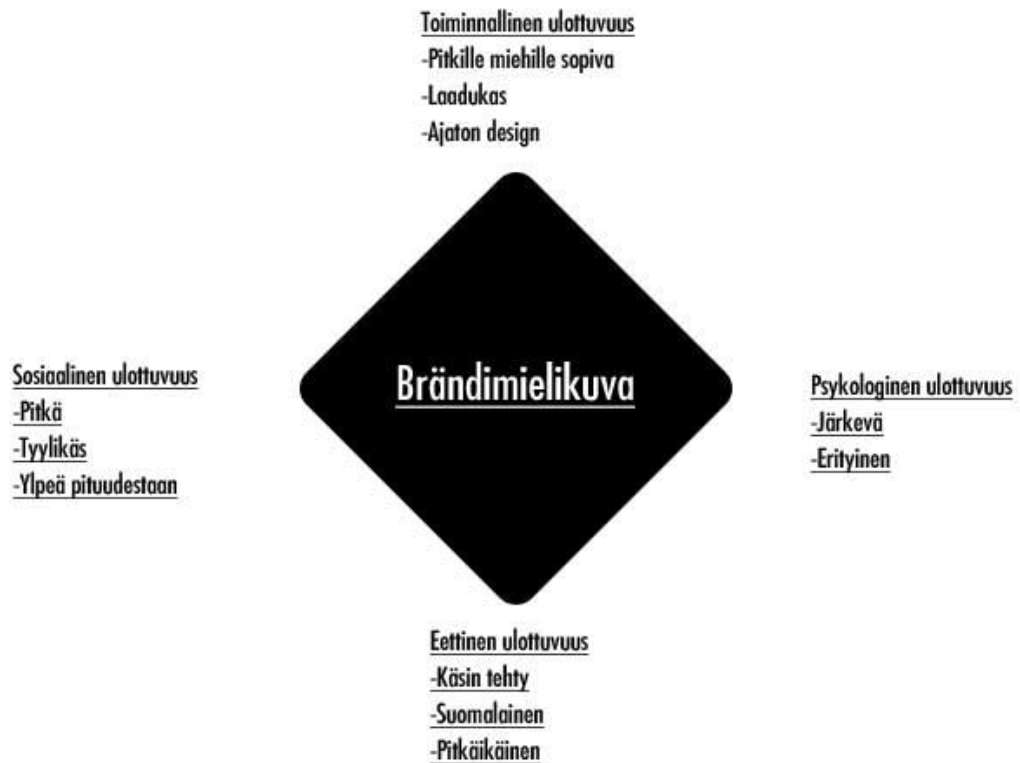 Toiminnallinen ulottuvuus
-Pitkille miehille sopiva
-Laadukas
-Ajaton design
Sosiaalinen ulottuvuus
-Pitkä
-Tyylikäs
-Ylpeä pituudestaan
Brändimielikuva
Psykologinen ulottuvuus
-Järkevä
-Erityinen
Eettinen ulottuvuus
-Käsin tehty
-Suomalainen
-Pitkäikäinen